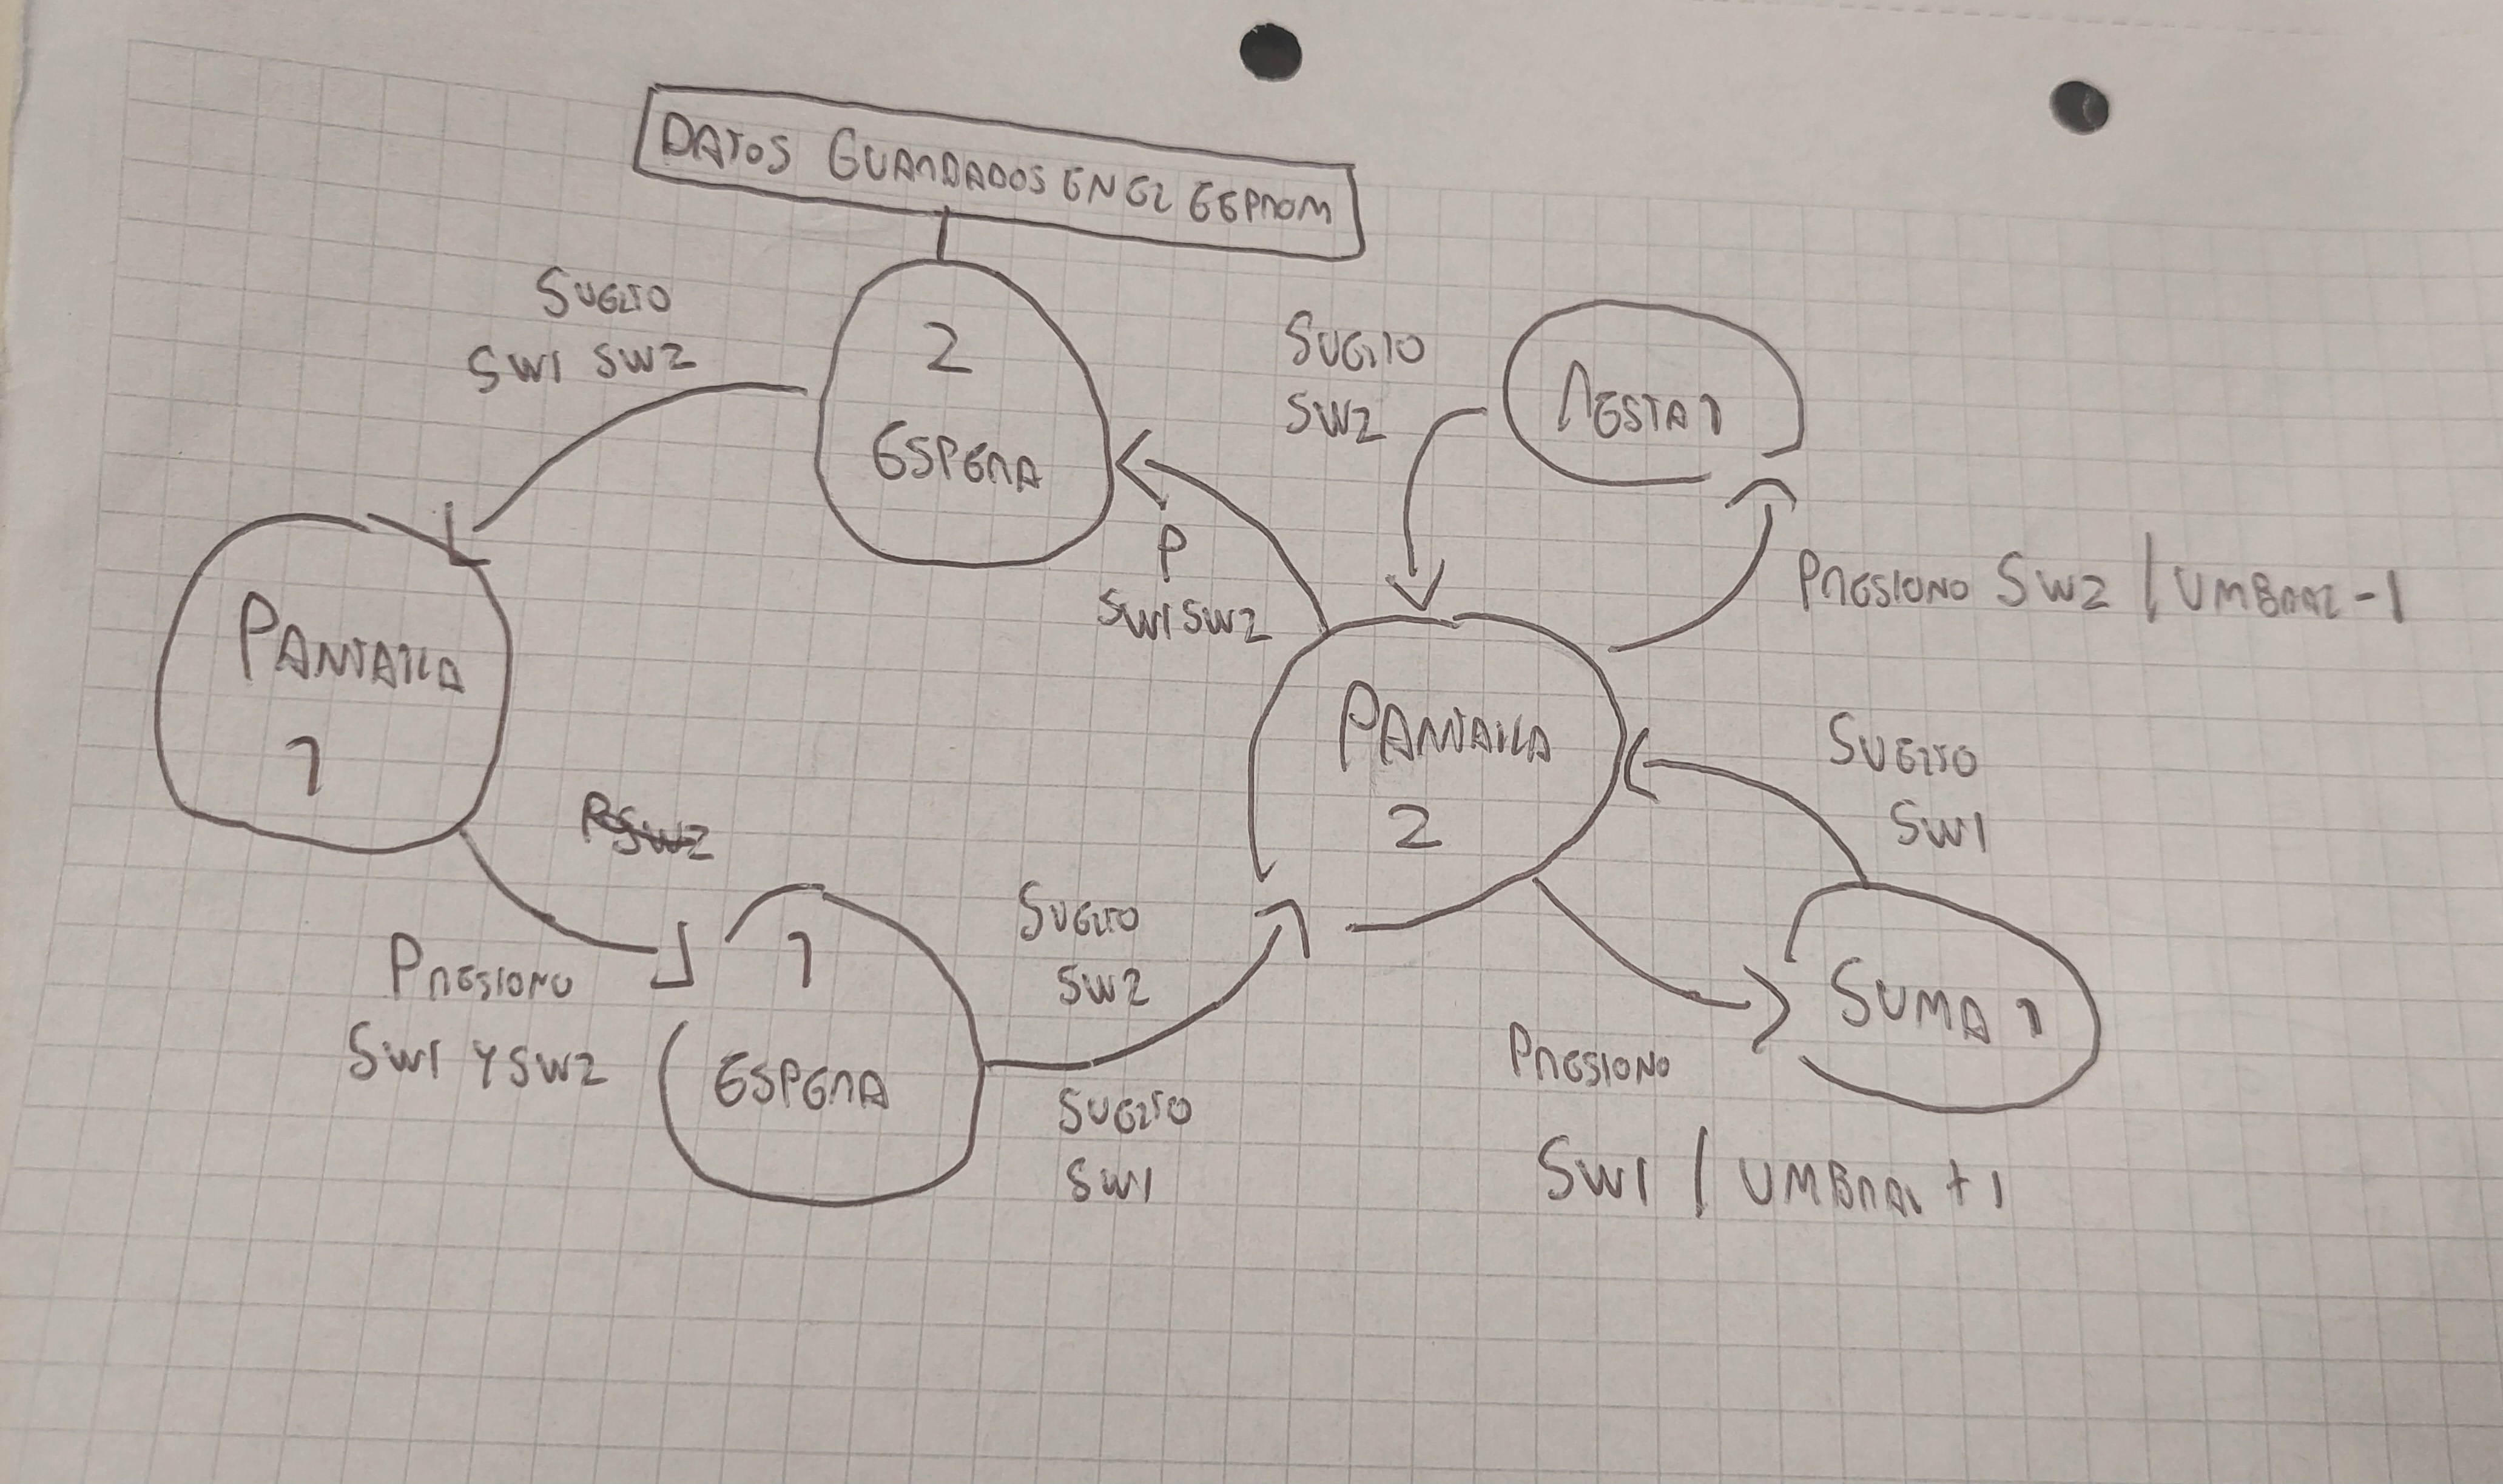 DATOS GUARDADOS EN EL EEPROM
SUELTO
SW1 SW2
2
ESPERA
SUELTO
SW2
RESTA 1
P
SW1 SW2
PRESIONO SW2 / UMBRAL -1
PANTALLA
1
PANTALLA
2
SUELTO
SW1
PRESIONO
SW1 Y SW2
1
ESPERA
SUELTO
SW2
SUELTO
SW1
SUMA 1
PRESIONO
SW1 / UMBRAL +1